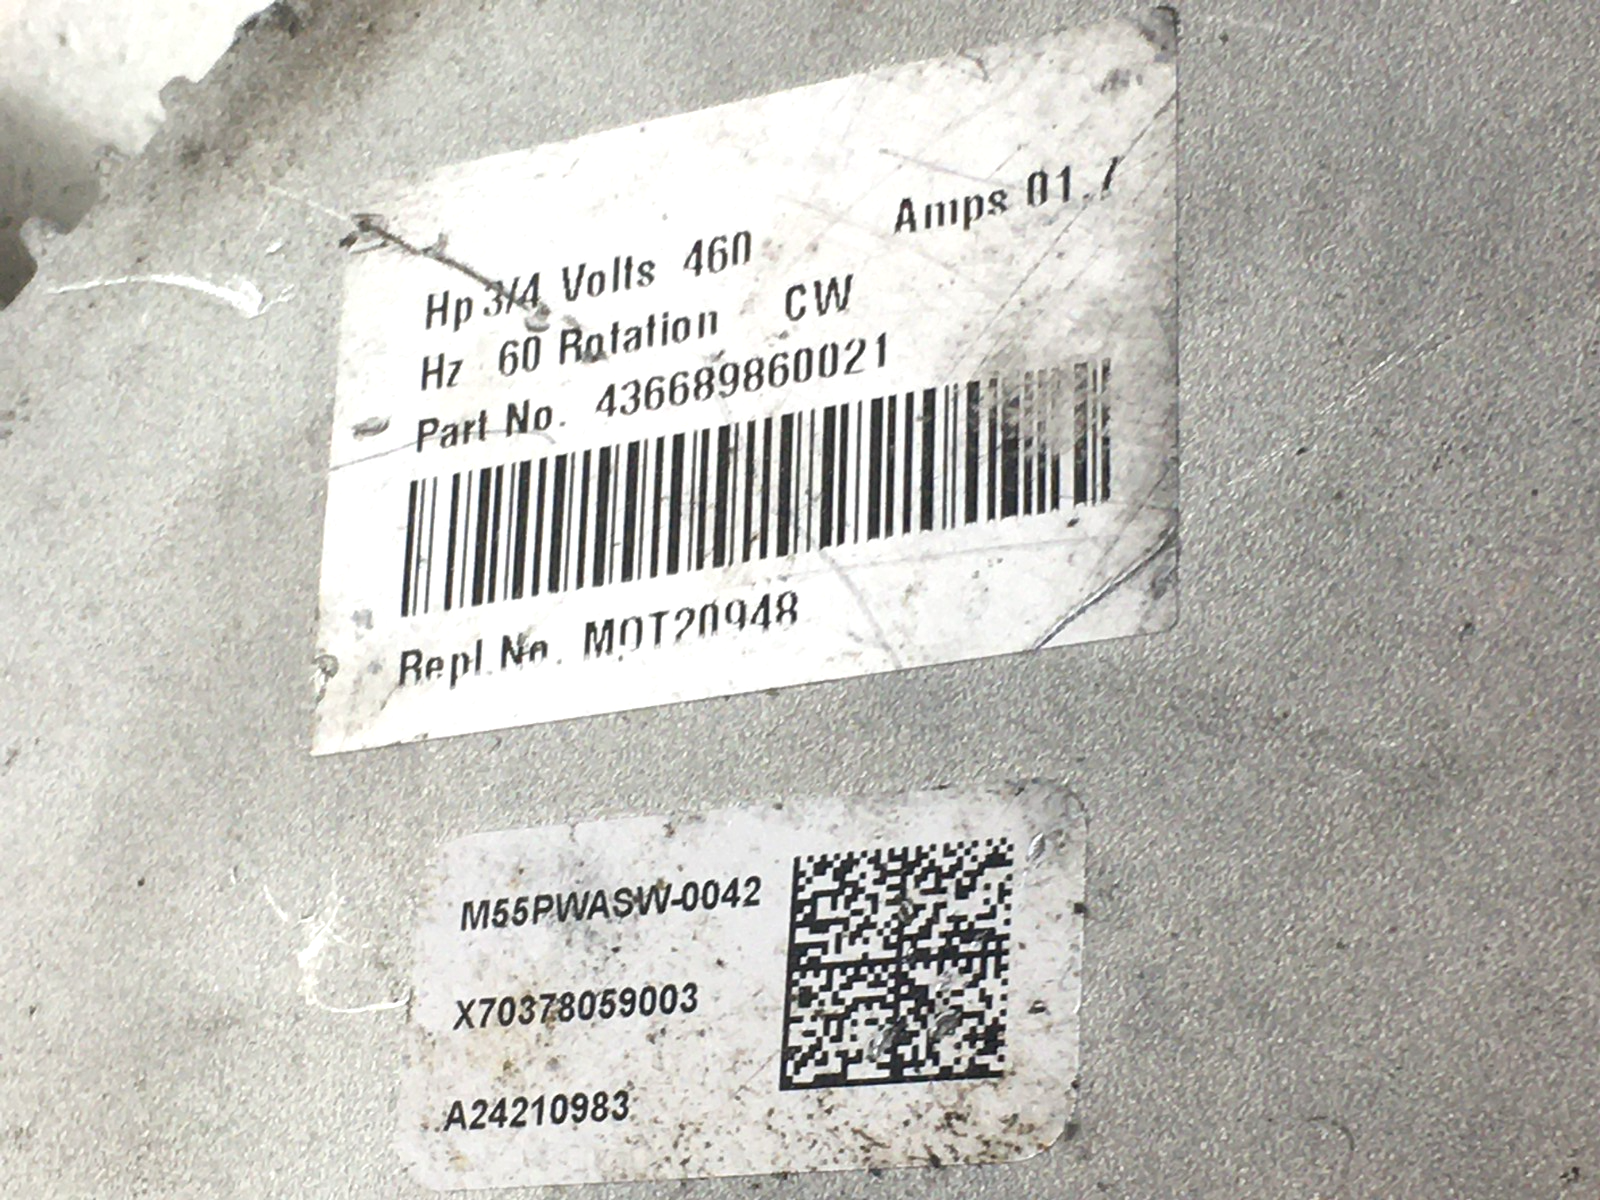 Hp 3/4 Volts 460 Amps 01.7
Hz 60 Rotation CW
Part No. 436689860021
Repl.No. MOT20948
M55PWASW-0042
X70378059003
A24210983